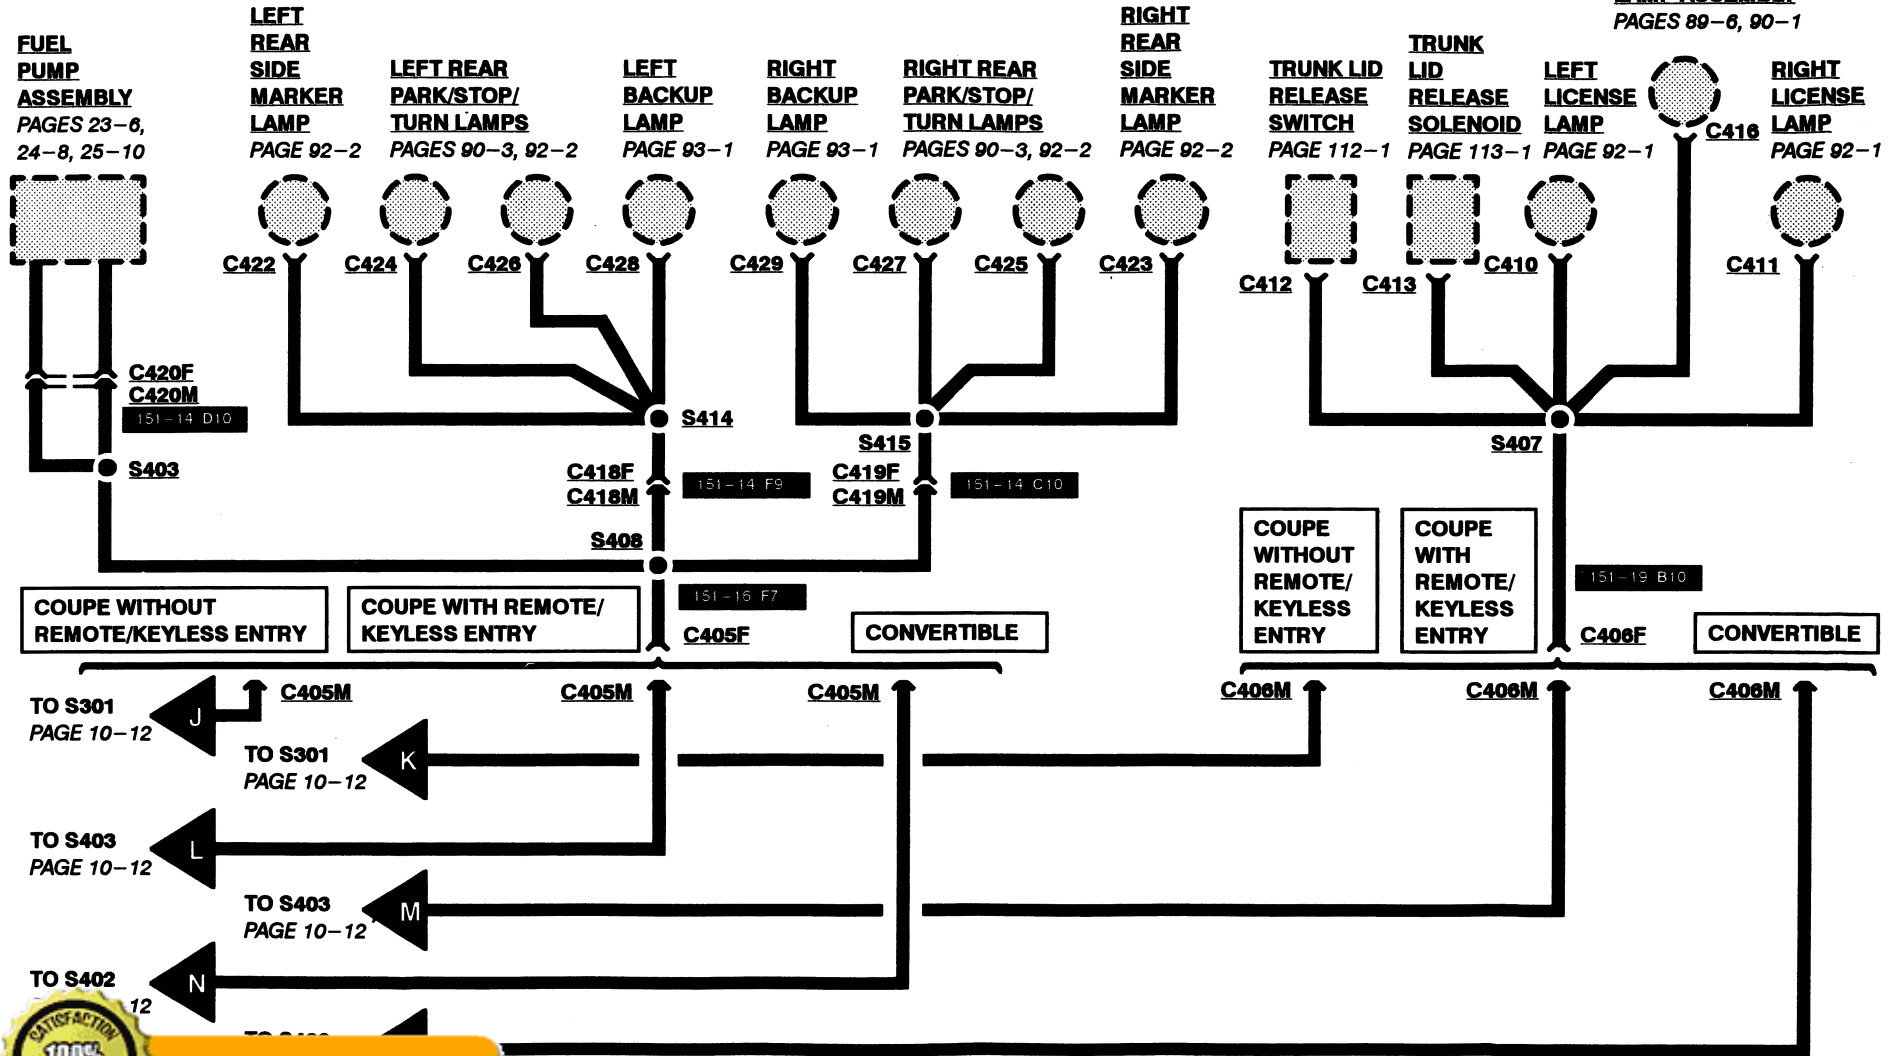 PAGES 89–6, 90–1
FUEL
PUMP
ASSEMBLY
PAGES 23–6,
24–8, 25–10
LEFT
REAR
SIDE
MARKER
LAMP
PAGE 92–2
LEFT REAR
PARK/STOP/
TURN LAMPS
PAGES 90–3, 92–2
LEFT
BACKUP
LAMP
PAGE 93–1
RIGHT
BACKUP
LAMP
PAGE 93–1
RIGHT REAR
PARK/STOP/
TURN LAMPS
PAGES 90–3, 92–2
RIGHT
REAR
SIDE
MARKER
LAMP
PAGE 92–2
TRUNK LID
RELEASE
SWITCH
PAGE 112–1
TRUNK
LID
RELEASE
SOLENOID
PAGE 113–1
LEFT
LICENSE
LAMP
PAGE 92–1
C416
RIGHT
LICENSE
LAMP
PAGE 92–1
C422
C424
C426
C428
C429
C427
C425
C423
C412
C413
C410
C411
C420F
C420M
151–14 D10
S403
S414
S415
S407
C418F
C418M
151–14 F9
C419F
C419M
151–14 C10
S408
151–16 F7
C405F
COUPE WITHOUT
REMOTE/KEYLESS ENTRY
COUPE WITH REMOTE/
KEYLESS ENTRY
CONVERTIBLE
COUPE
WITHOUT
REMOTE/
KEYLESS
ENTRY
COUPE
WITH
REMOTE/
KEYLESS
ENTRY
151–19 B10
C406F
CONVERTIBLE
C405M
C405M
C405M
C406M
C406M
C406M
TO S301
PAGE 10–12
J
TO S301
PAGE 10–12
K
TO S403
PAGE 10–12
L
TO S403
PAGE 10–12
M
TO S402
12
N
SATISFACTION
100%